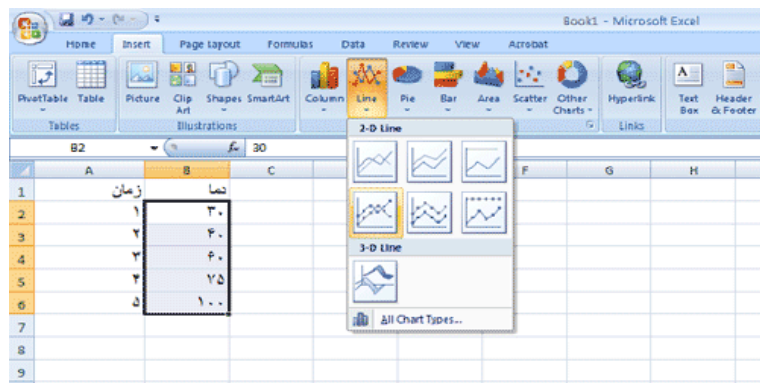 Book1 - Microsoft Excel
Home Insert Page Layout Formulas Data Review View Acrobat
PivotTable Table Picture Clip Art Shapes SmartArt Column Line Pie Bar Area Scatter Other Charts Hyperlink Text Box Header & Footer
Tables Illustrations Links
2-D Line
B2 fx 30
A B C F G H
1 زمان دما
2 ۱ ۳۰
3 ۲ ۴۰
4 ۳ ۶۰
5 ۴ ۷۵
6 ۵ ۱۰۰
3-D Line
All Chart Types...
7
8
9